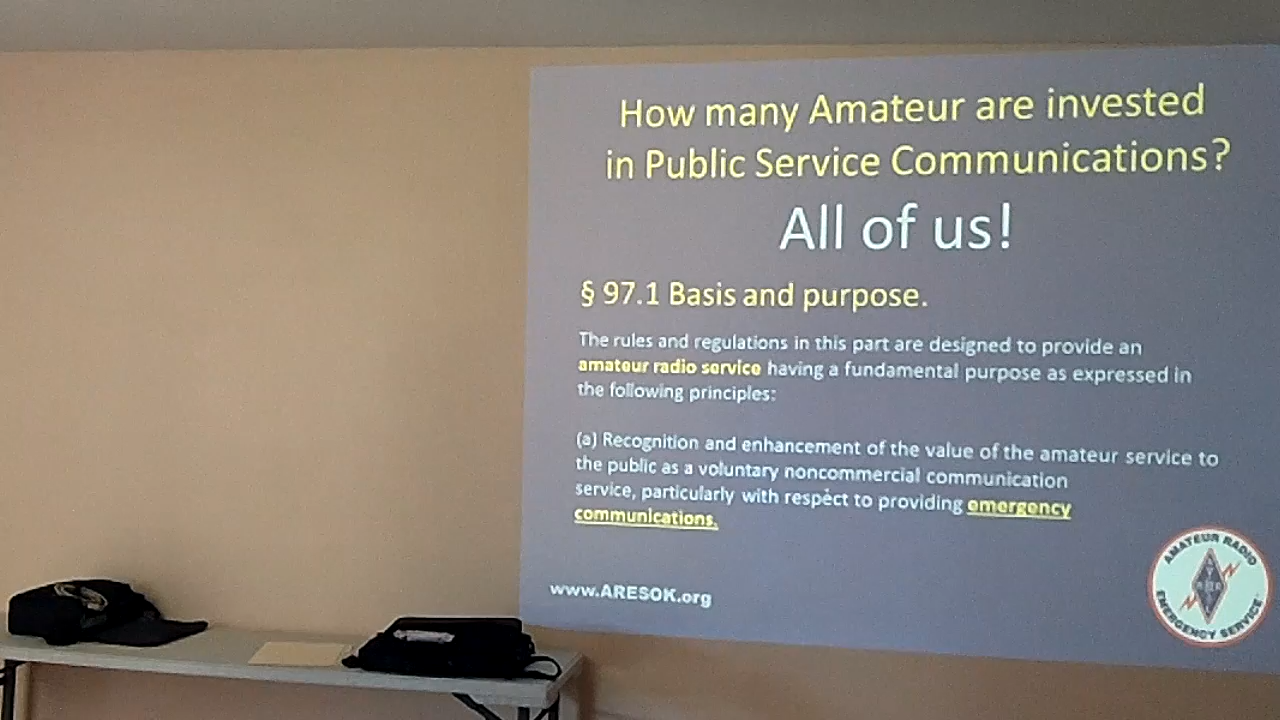 How many Amateur are invested
in Public Service Communications?
All of us!
§ 97.1 Basis and purpose.
The rules and regulations in this part are designed to provide an
amateur radio service having a fundamental purpose as expressed in
the following principles:
(a) Recognition and enhancement of the value of the amateur service to
the public as a voluntary noncommercial communication
service, particularly with respect to providing emergency
communications.
www.ARESOK.org
AMATEUR RADIO
EMERGENCY SERVICE